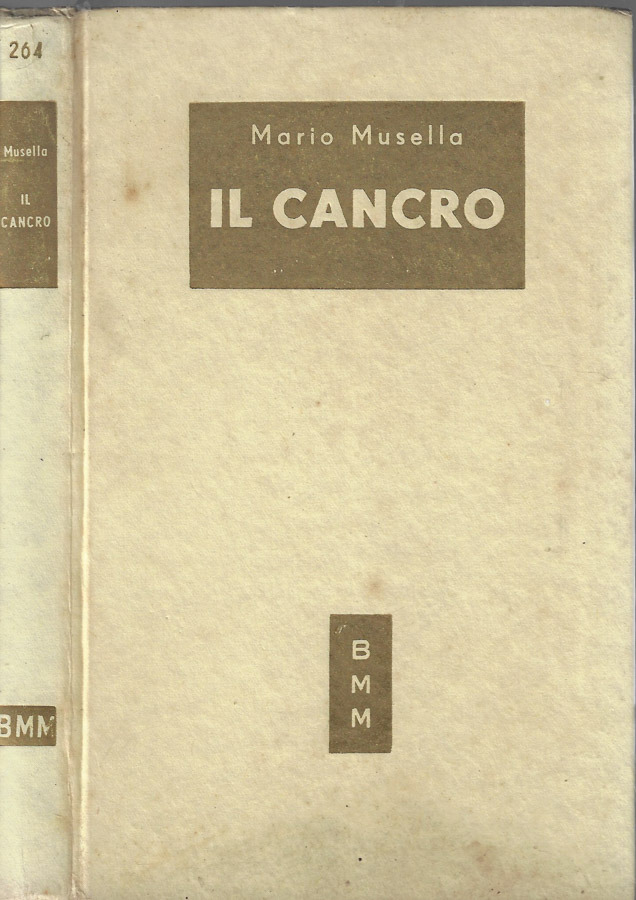 264
Musella
IL
CANCRO
BMM
Mario Musella
IL CANCRO
B
M
M